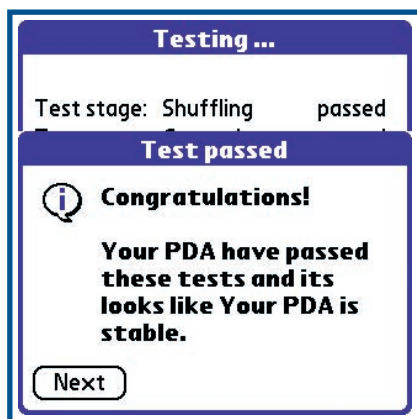 Testing ...
Test stage: Shuffling passed
Test passed
Congratulations!
Your PDA have passed
these tests and its
looks like Your PDA is
stable.
Next